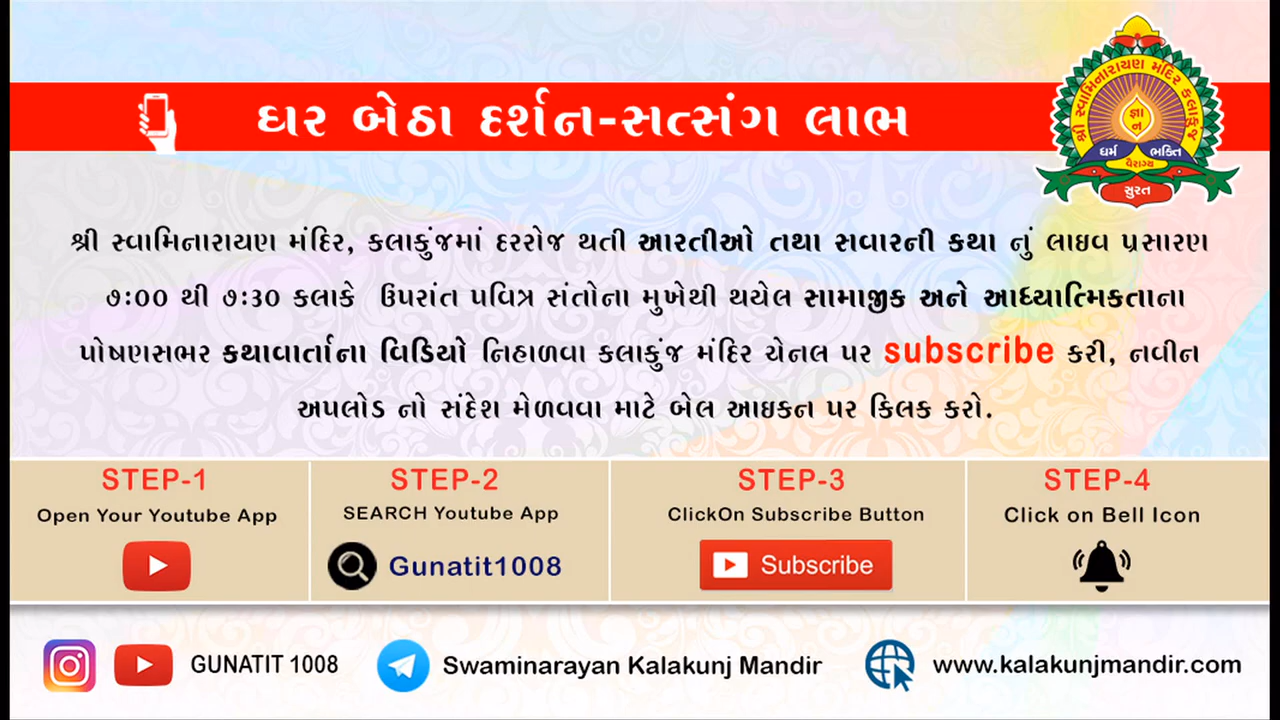 ઘર બેઠા દર્શન-સત્સંગ લાભ
શ્રી સ્વામિનારાયણ મંદિર કલાકુંજ
જ્ઞાન
ધર્મ ભક્તિ
વૈરાગ્ય
સુરત
શ્રી સ્વામિનારાયણ મંદિર, કલાકુંજમાં દરરોજ થતી આરતીઓ તથા સવારની કથા નું લાઇવ પ્રસારણ
૭:૦૦ થી ૭:૩૦ કલાકે ઉપરાંત પવિત્ર સંતોના મુખેથી થયેલ સામાજીક અને આધ્યાત્મિકતાના
પોષણસભર કથાવાર્તાના વિડિયો નિહાળવા કલાકુંજ મંદિર ચેનલ પર subscribe કરી, નવીન
અપલોડ નો સંદેશ મેળવવા માટે બેલ આઇકન પર કિલક કરો.
STEP-1
Open Your Youtube App
STEP-2
SEARCH Youtube App
Gunatit1008
STEP-3
ClickOn Subscribe Button
Subscribe
STEP-4
Click on Bell Icon
GUNATIT 1008
Swaminarayan Kalakunj Mandir
www.kalakunjmandir.com